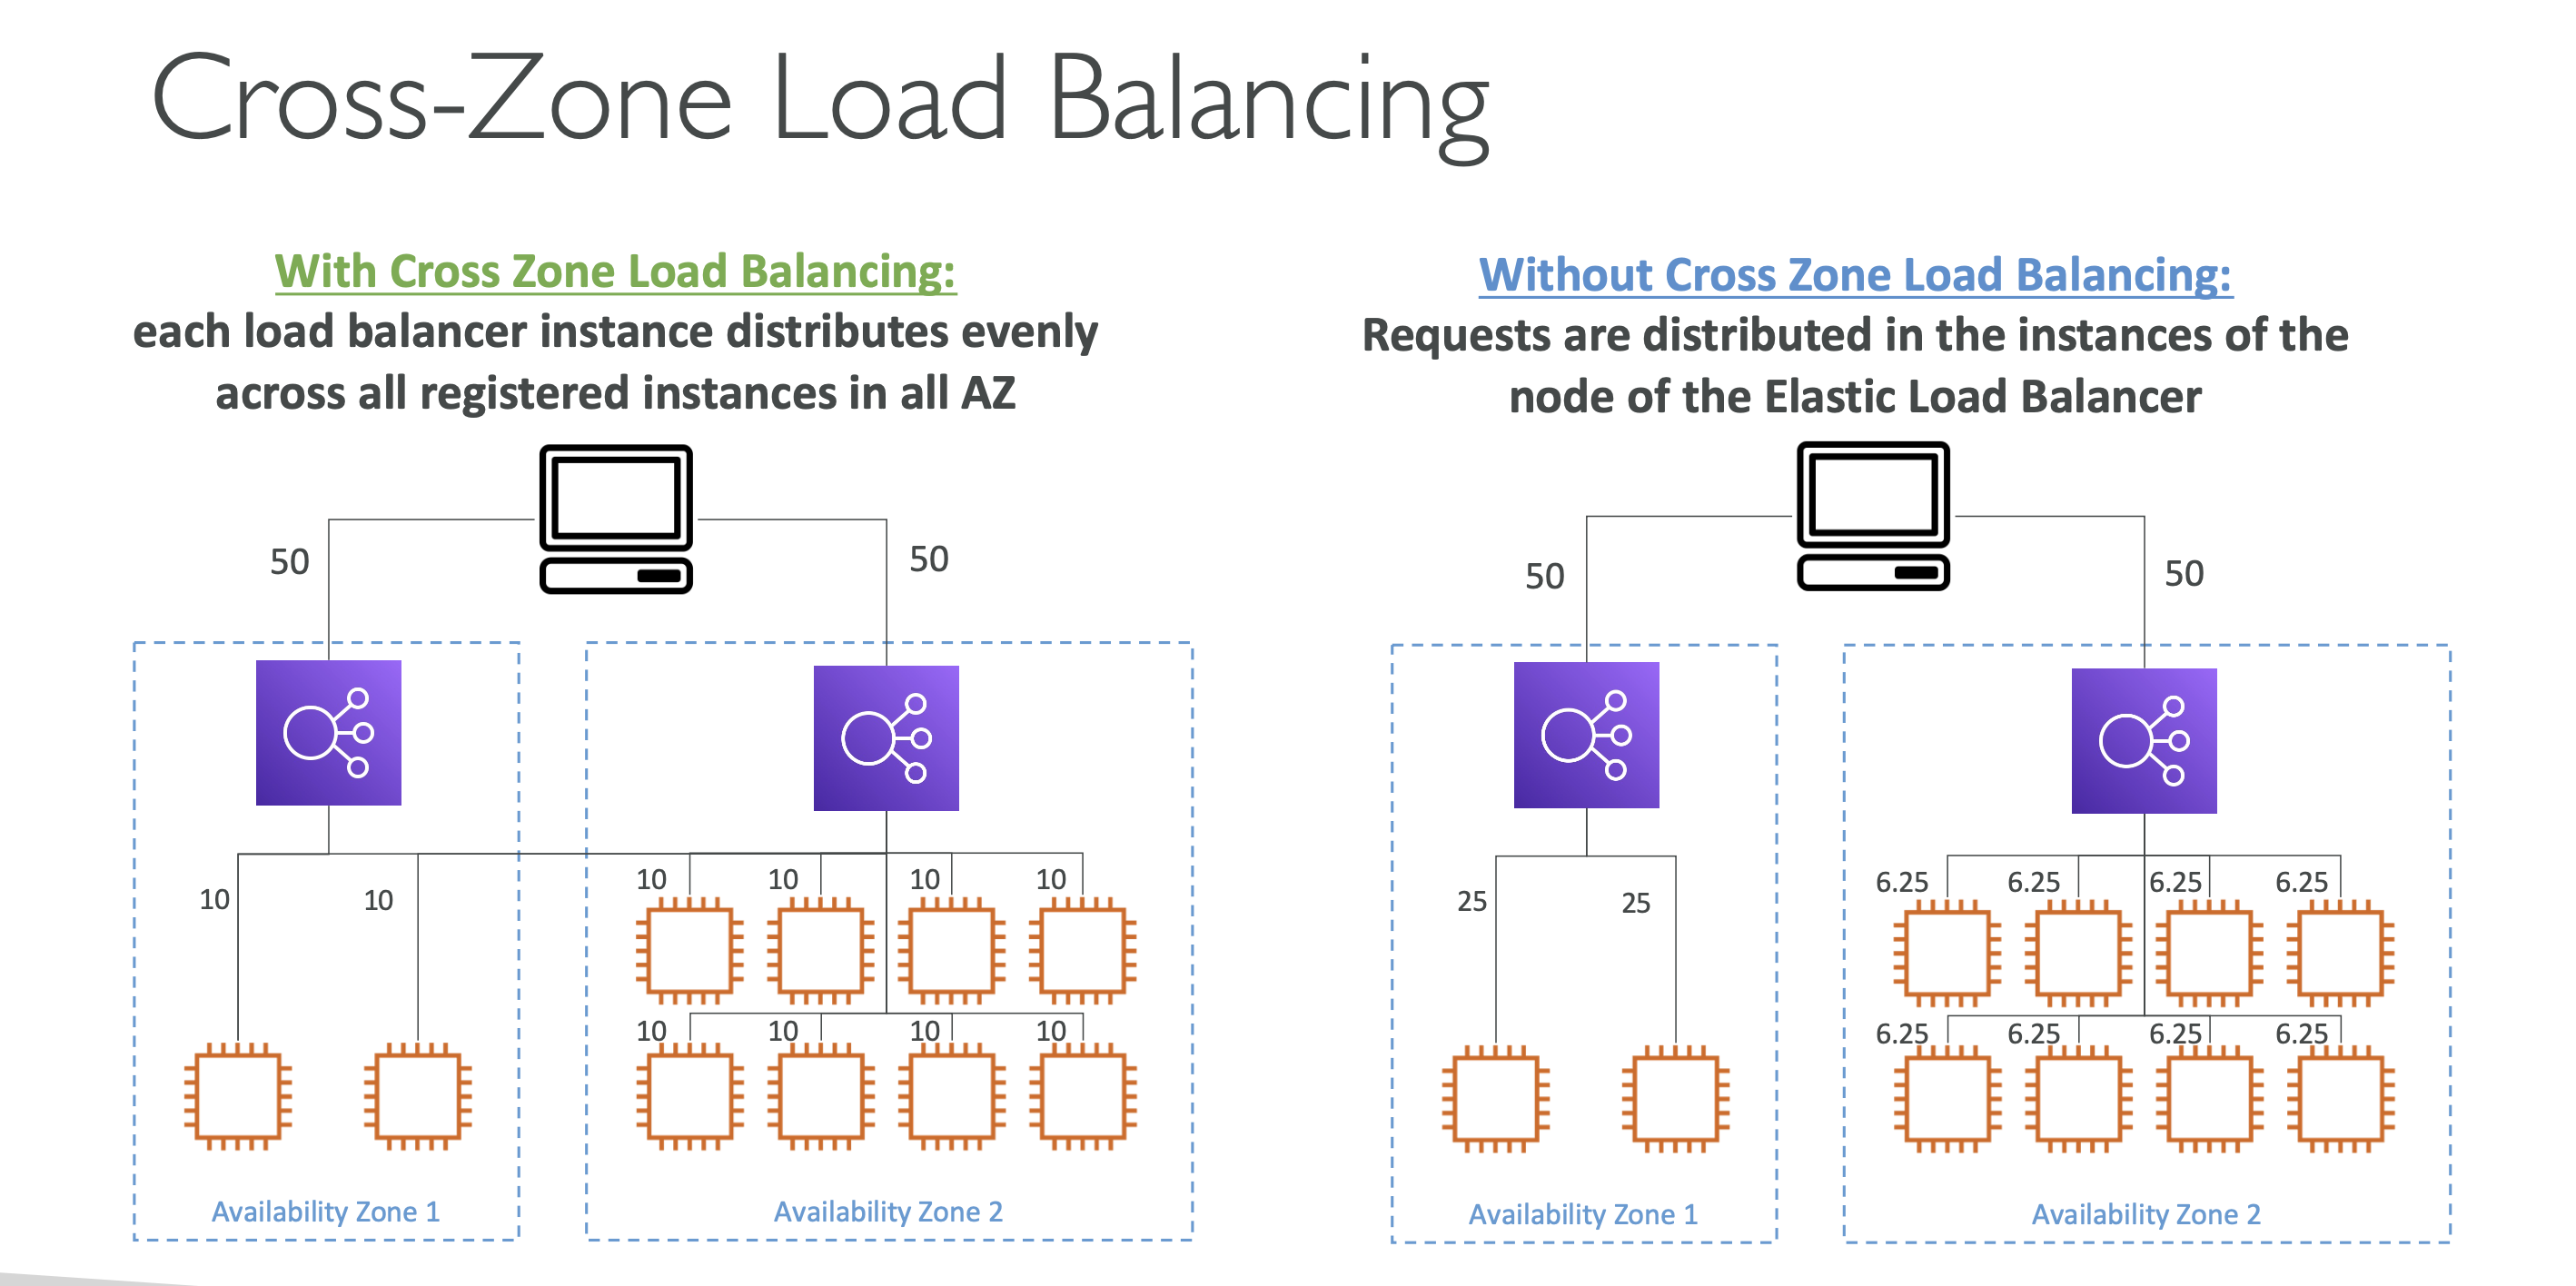 Cross-Zone Load Balancing
With Cross Zone Load Balancing:
each load balancer instance distributes evenly
across all registered instances in all AZ
50
50
10
10
10
10
10
10
10
10
10
10
Availability Zone 1
Availability Zone 2
Without Cross Zone Load Balancing:
Requests are distributed in the instances of the
node of the Elastic Load Balancer
50
50
25
25
6.25
6.25
6.25
6.25
6.25
6.25
6.25
6.25
Availability Zone 1
Availability Zone 2